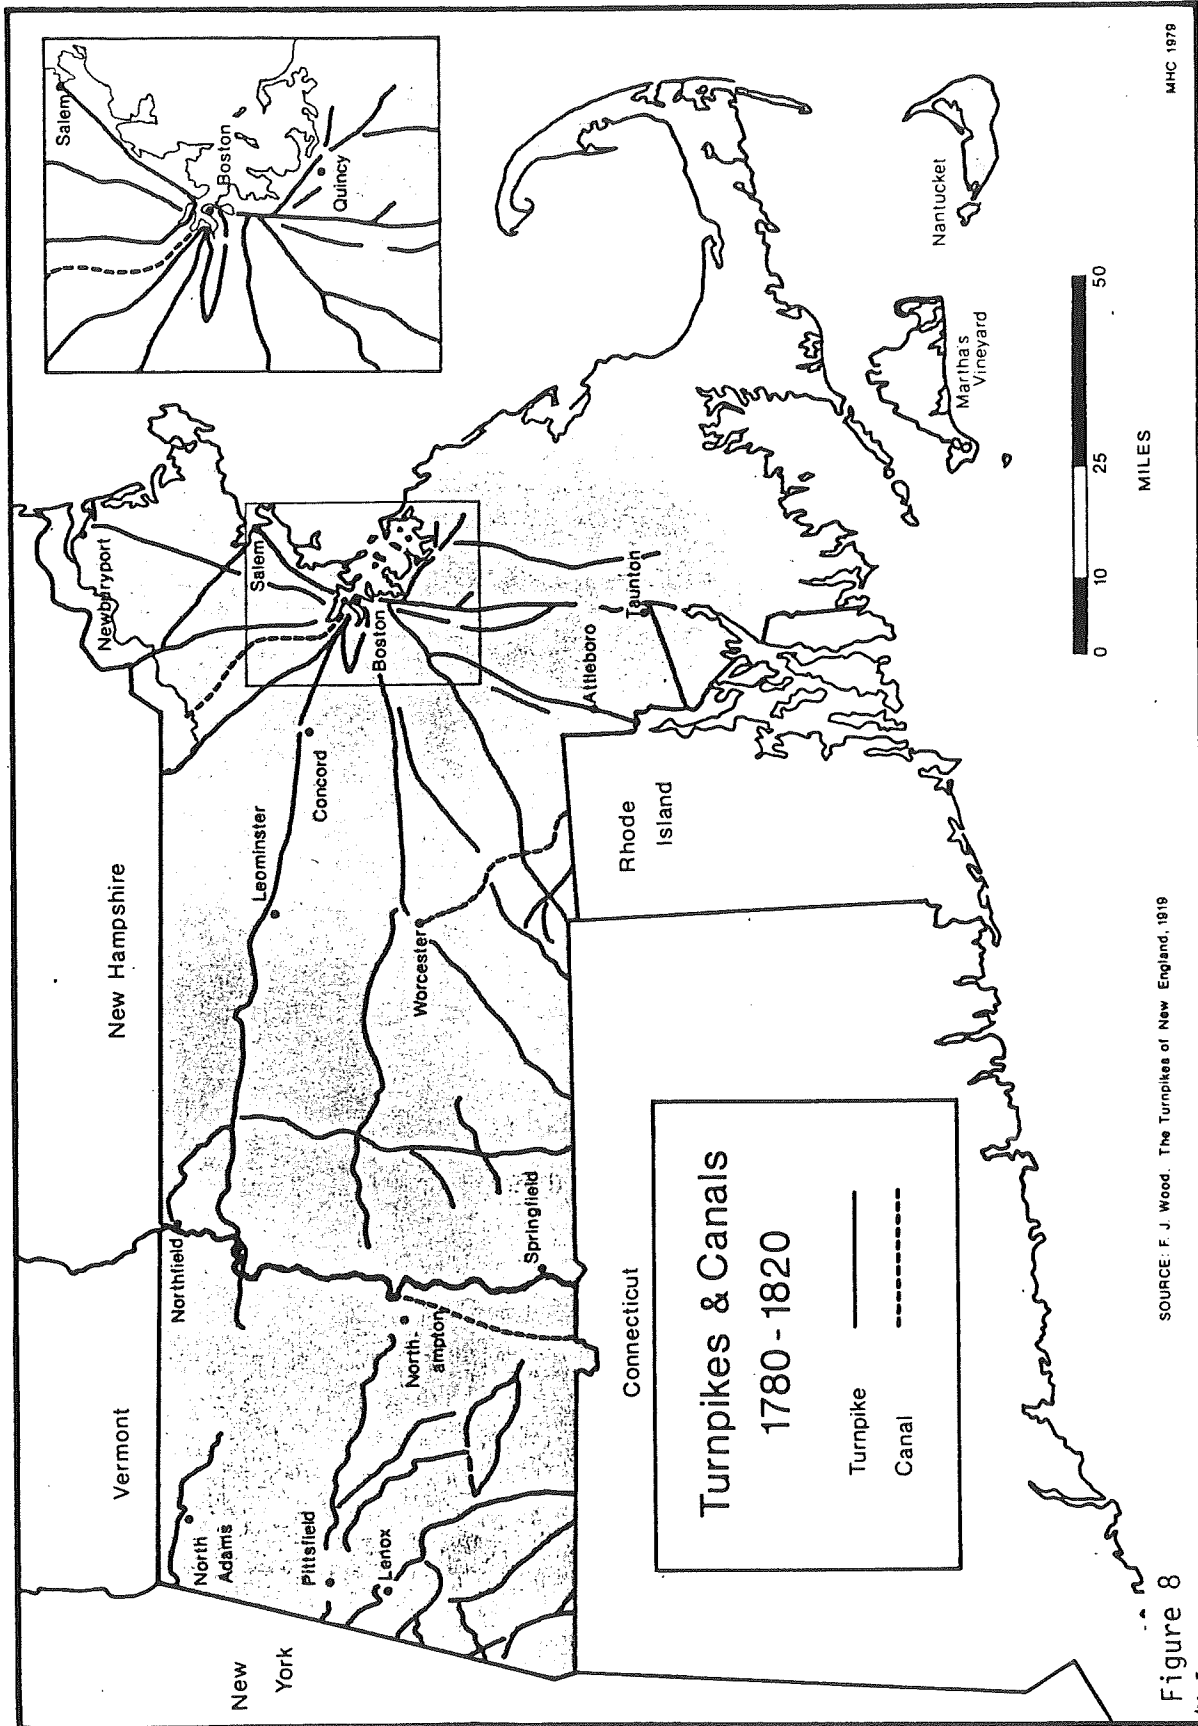 Vermont
New Hampshire
New
York
North
Adams
Northfield
Pittsfield
Lenox
North-
ampton
Springfield
Leominster
Concord
Worcester
Newburyport
Salem
Boston
Attleboro
Taunton
Salem
Boston
Quincy
Connecticut
Rhode
Island
Martha's
Vineyard
Nantucket
Turnpikes & Canals
1780-1820
Turnpike
Canal
0 10 25 50
MILES
Figure 8
SOURCE: F. J. Wood. The Turnpikes of New England, 1919
MHC 1979